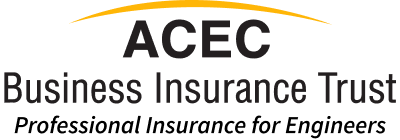 ACEC
Business Insurance Trust
Professional Insurance for Engineers